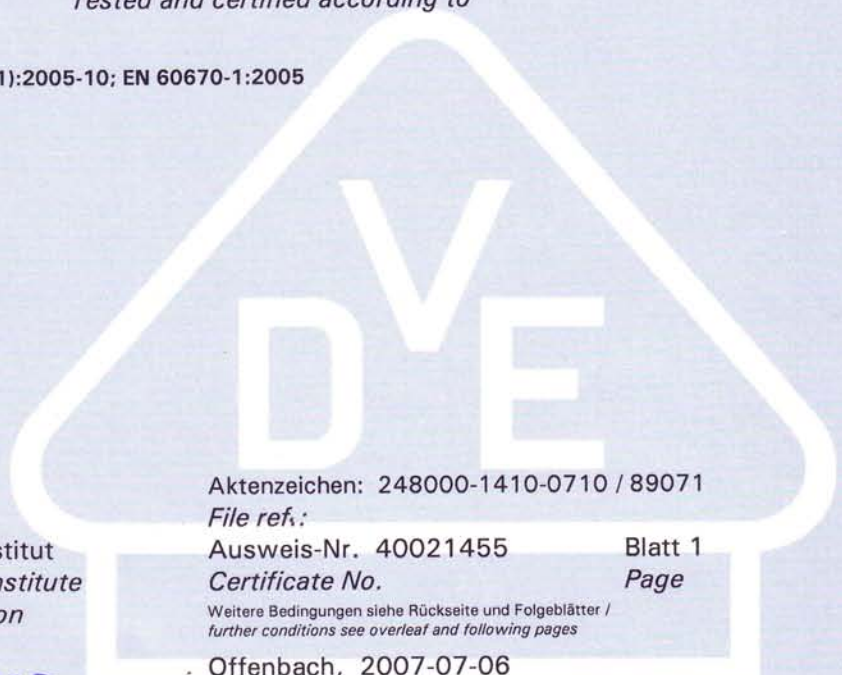 Tested and certified according to
1):2005-10; EN 60670-1:2005
VDE
Aktenzeichen: 248000-1410-0710 / 89071
File ref.:
stitut Ausweis-Nr. 40021455 Blatt 1
nstitute Certificate No. Page
on
Weitere Bedingungen siehe Rückseite und Folgeblätter /
further conditions see overleaf and following pages
Offenbach, 2007-07-06